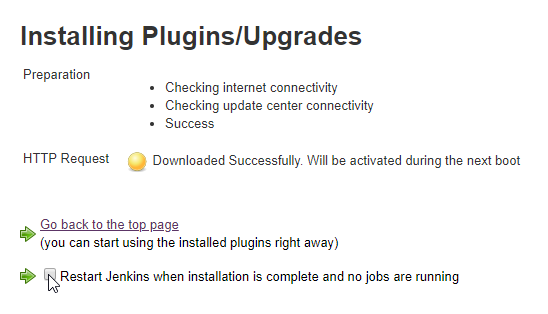 Installing Plugins/Upgrades
Preparation
Checking internet connectivity
Checking update center connectivity
Success
HTTP Request Downloaded Successfully. Will be activated during the next boot
Go back to the top page
(you can start using the installed plugins right away)
Restart Jenkins when installation is complete and no jobs are running